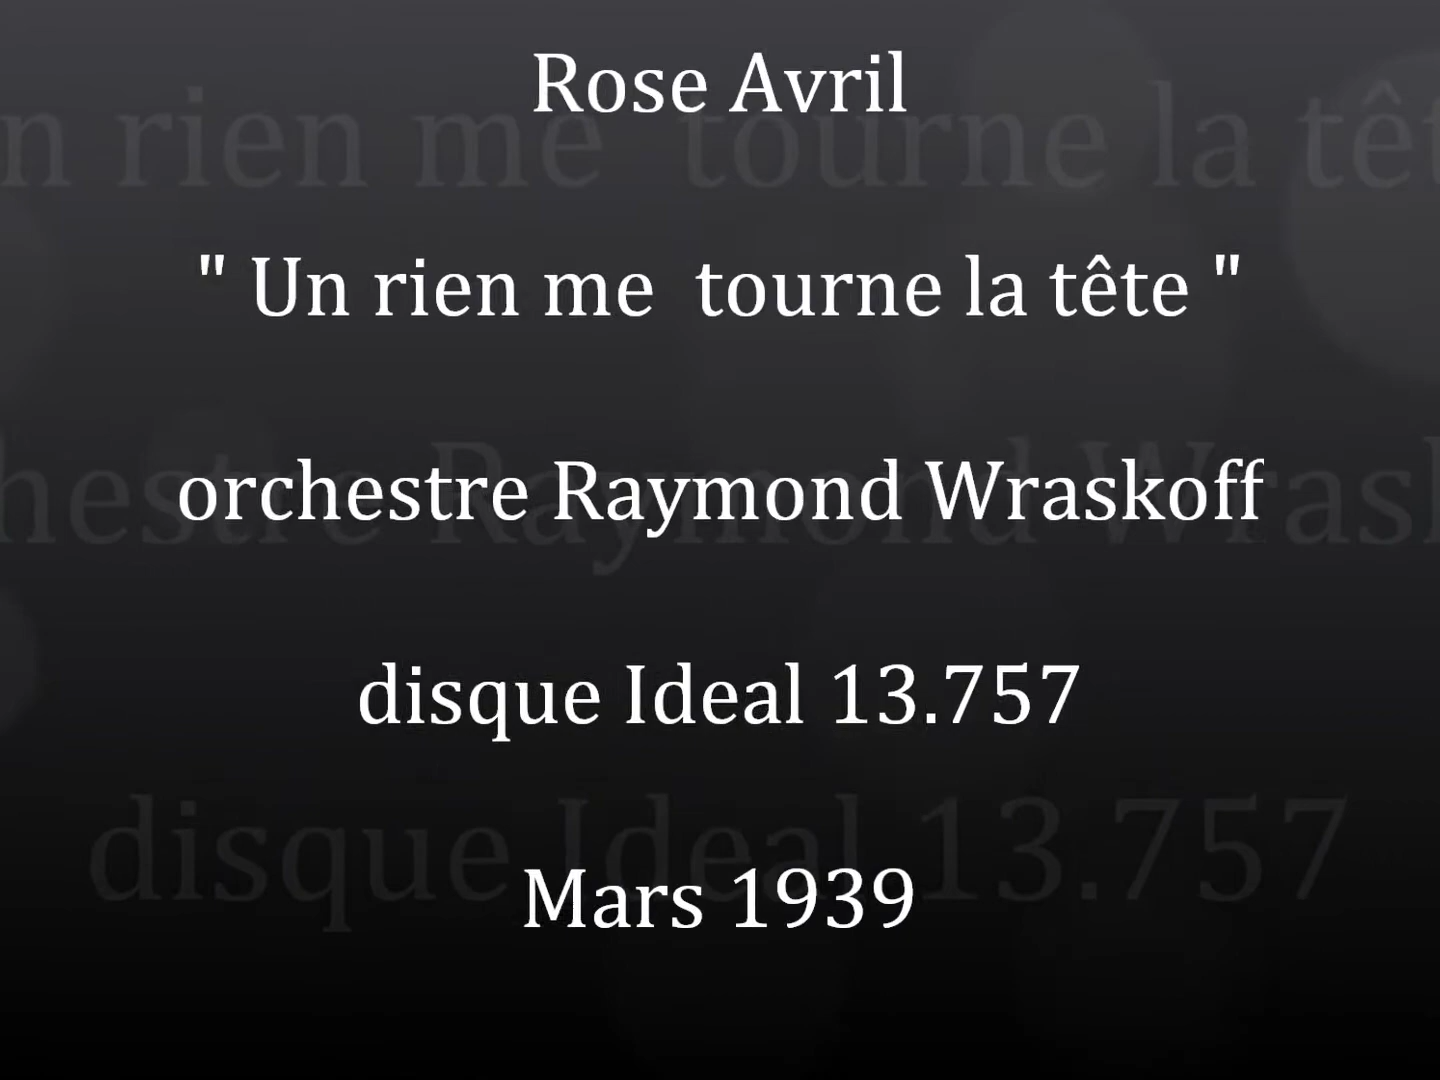 Rose Avril
" Un rien me  tourne la tête "
orchestre Raymond Wraskoff
disque Ideal 13.757
Mars 1939